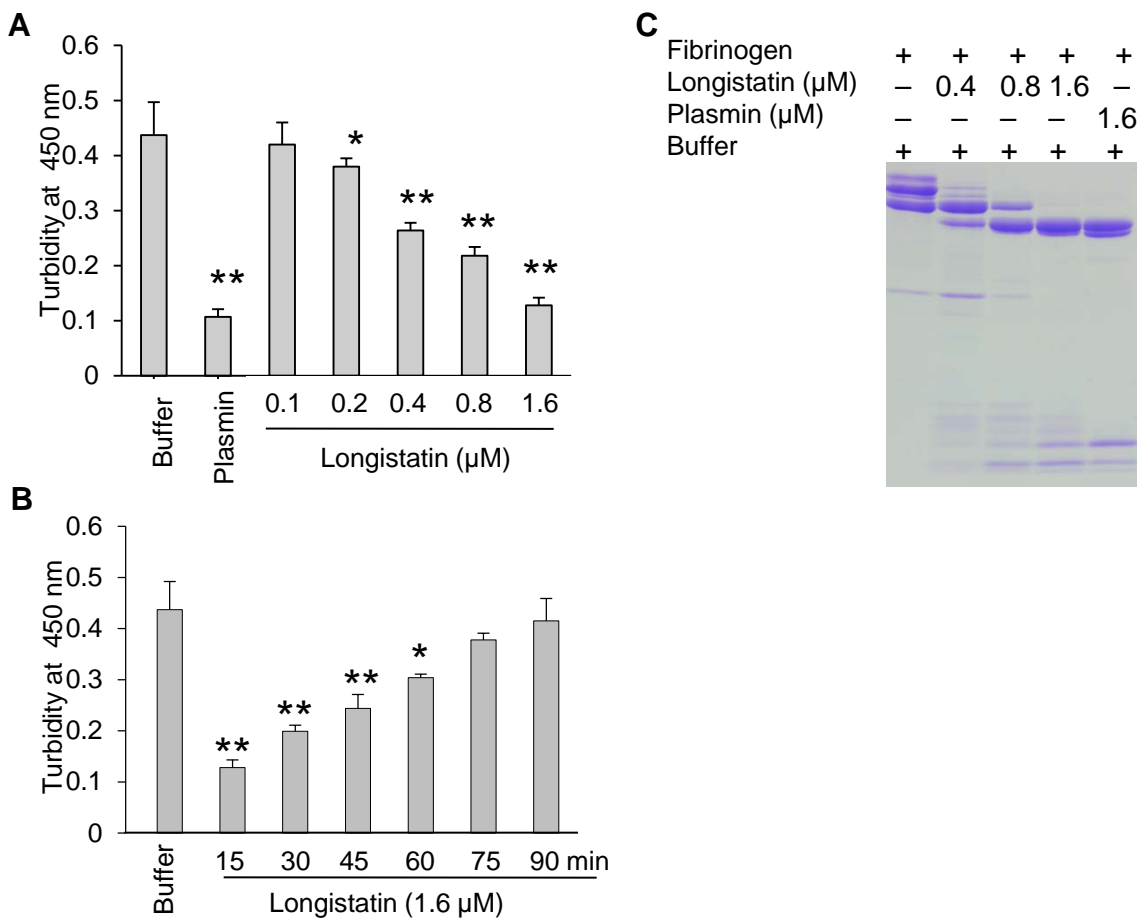 A
Turbidity at 450 nm
0.6
0.5
0.4
0.3
0.2
0.1
0
**
*
**
**
**
Buffer
Plasmin
0.1 0.2 0.4 0.8 1.6
Longistatin (µM)
B
Turbidity at 450 nm
0.6
0.5
0.4
0.3
0.2
0.1
0
**
**
**
*
Buffer
15 30 45 60 75 90 min
Longistatin (1.6 µM)
C
Fibrinogen + + + + +
Longistatin (µM) – 0.4 0.8 1.6 –
Plasmin (µM) – – – – 1.6
Buffer + + + + +